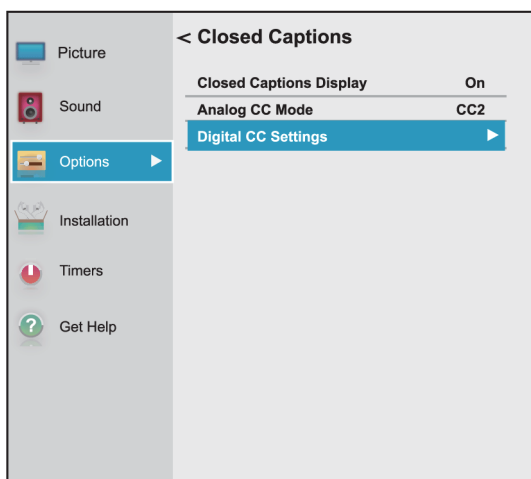 Picture
Sound
Options
Installation
Timers
Get Help
< Closed Captions
Closed Captions Display On
Analog CC Mode CC2
Digital CC Settings